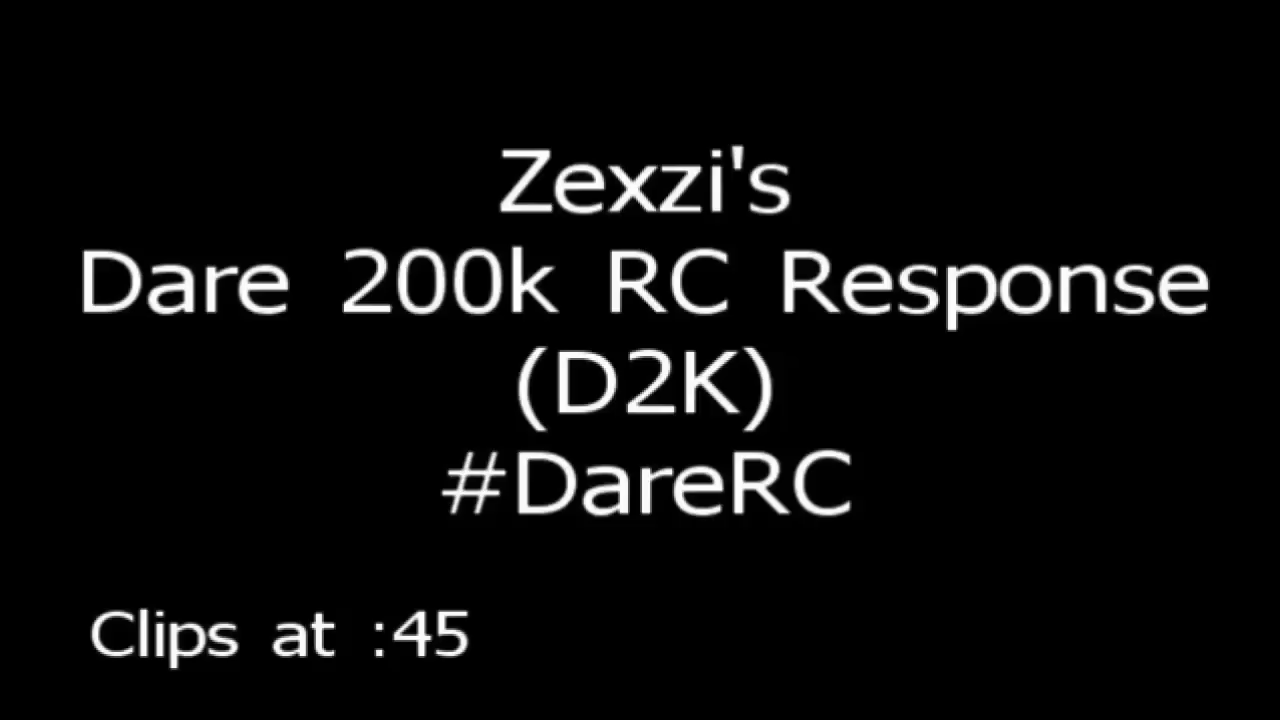 Zexzi's
Dare 200k RC Response
(D2K)
#DareRC
Clips at :45